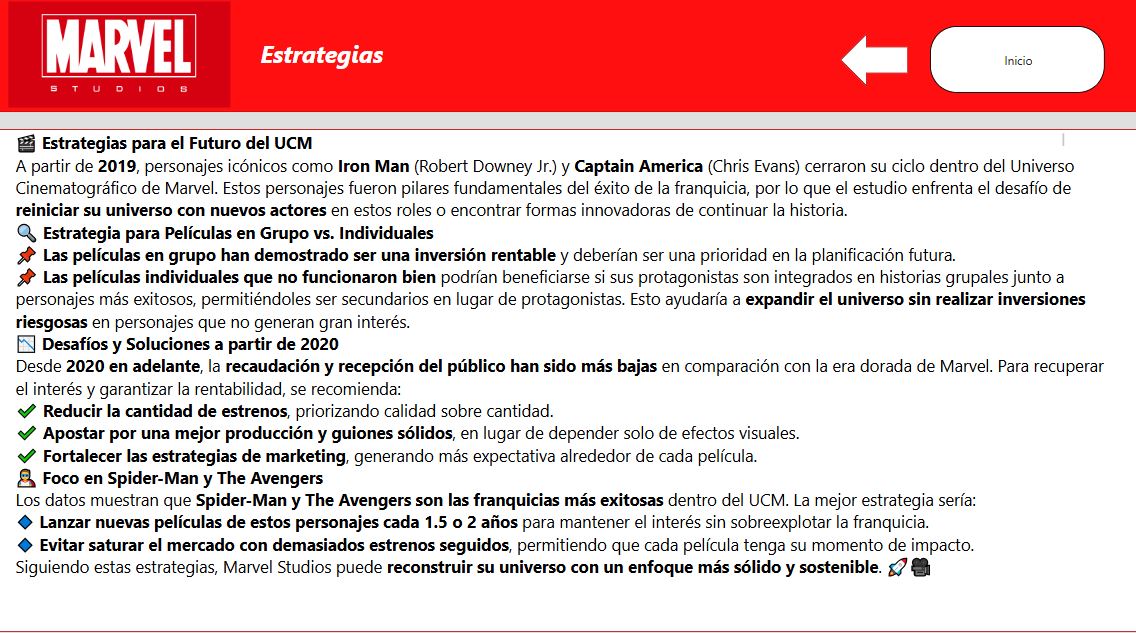 MARVEL
STUDIOS
Estrategias
Inicio
🎬 Estrategias para el Futuro del UCM
A partir de 2019, personajes icónicos como Iron Man (Robert Downey Jr.) y Captain America (Chris Evans) cerraron su ciclo dentro del Universo
Cinematográfico de Marvel. Estos personajes fueron pilares fundamentales del éxito de la franquicia, por lo que el estudio enfrenta el desafío de
reiniciar su universo con nuevos actores en estos roles o encontrar formas innovadoras de continuar la historia.
🔍 Estrategia para Películas en Grupo vs. Individuales
📌 Las películas en grupo han demostrado ser una inversión rentable y deberían ser una prioridad en la planificación futura.
📌 Las películas individuales que no funcionaron bien podrían beneficiarse si sus protagonistas son integrados en historias grupales junto a
personajes más exitosos, permitiéndoles ser secundarios en lugar de protagonistas. Esto ayudaría a expandir el universo sin realizar inversiones
riesgosas en personajes que no generan gran interés.
📉 Desafíos y Soluciones a partir de 2020
Desde 2020 en adelante, la recaudación y recepción del público han sido más bajas en comparación con la era dorada de Marvel. Para recuperar
el interés y garantizar la rentabilidad, se recomienda:
✔ Reducir la cantidad de estrenos, priorizando calidad sobre cantidad.
✔ Apostar por una mejor producción y guiones sólidos, en lugar de depender solo de efectos visuales.
✔ Fortalecer las estrategias de marketing, generando más expectativa alrededor de cada película.
🦸 Foco en Spider-Man y The Avengers
Los datos muestran que Spider-Man y The Avengers son las franquicias más exitosas dentro del UCM. La mejor estrategia sería:
🔹 Lanzar nuevas películas de estos personajes cada 1.5 o 2 años para mantener el interés sin sobreexplotar la franquicia.
🔹 Evitar saturar el mercado con demasiados estrenos seguidos, permitiendo que cada película tenga su momento de impacto.
Siguiendo estas estrategias, Marvel Studios puede reconstruir su universo con un enfoque más sólido y sostenible. 🚀🎥